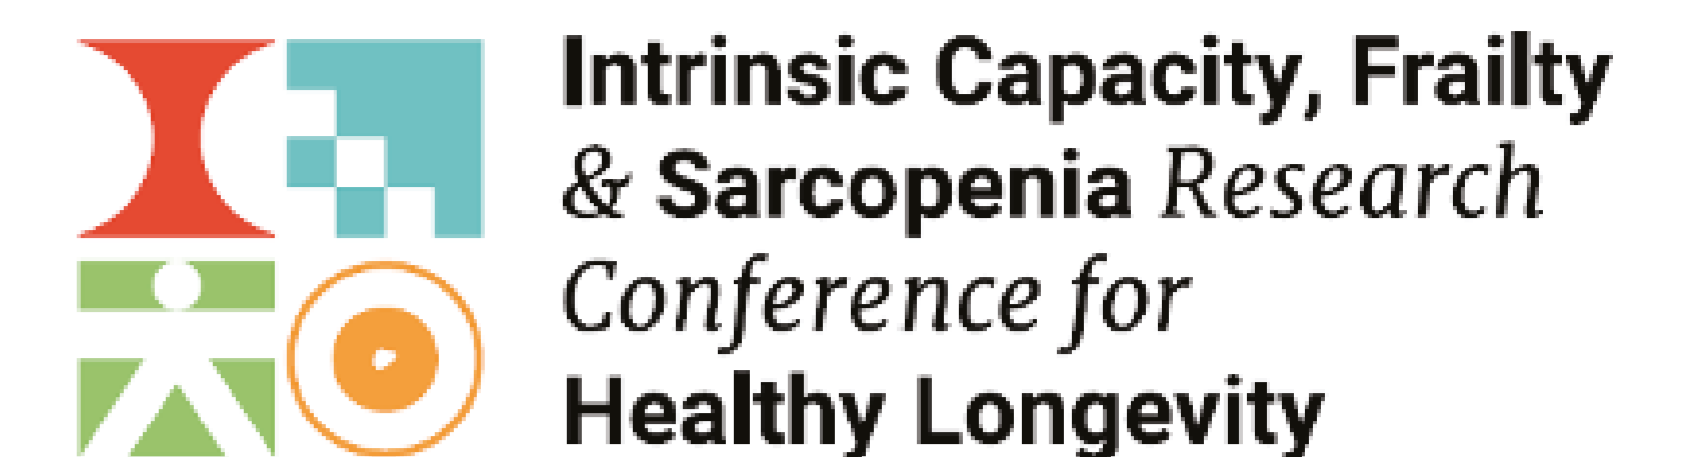 Intrinsic Capacity, Frailty
& Sarcopenia Research
Conference for
Healthy Longevity